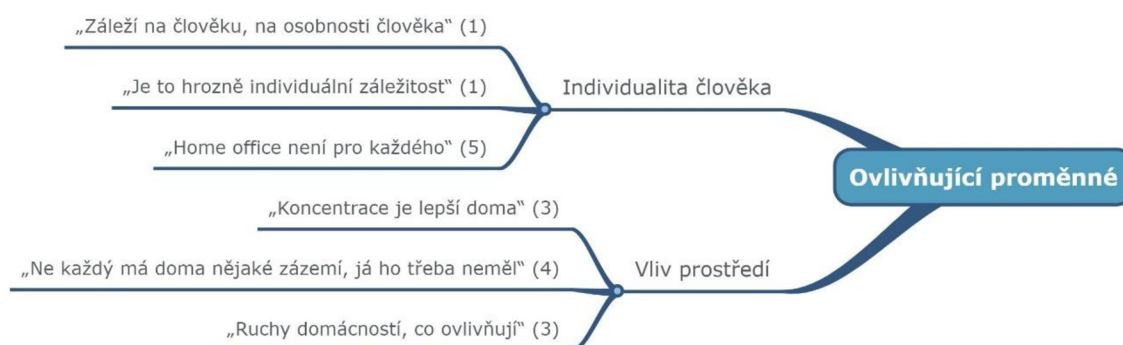 „Záleží na člověku, na osobnosti člověka“ (1)
„Je to hrozně individuální záležitost“ (1)
Individualita člověka
„Home office není pro každého“ (5)
Ovlivňující proměnné
„Koncentrace je lepší doma“ (3)
„Ne každý má doma nějaké zázemí, já ho třeba neměl“ (4)
Vliv prostředí
„Ruchy domácností, co ovlivňují“ (3)